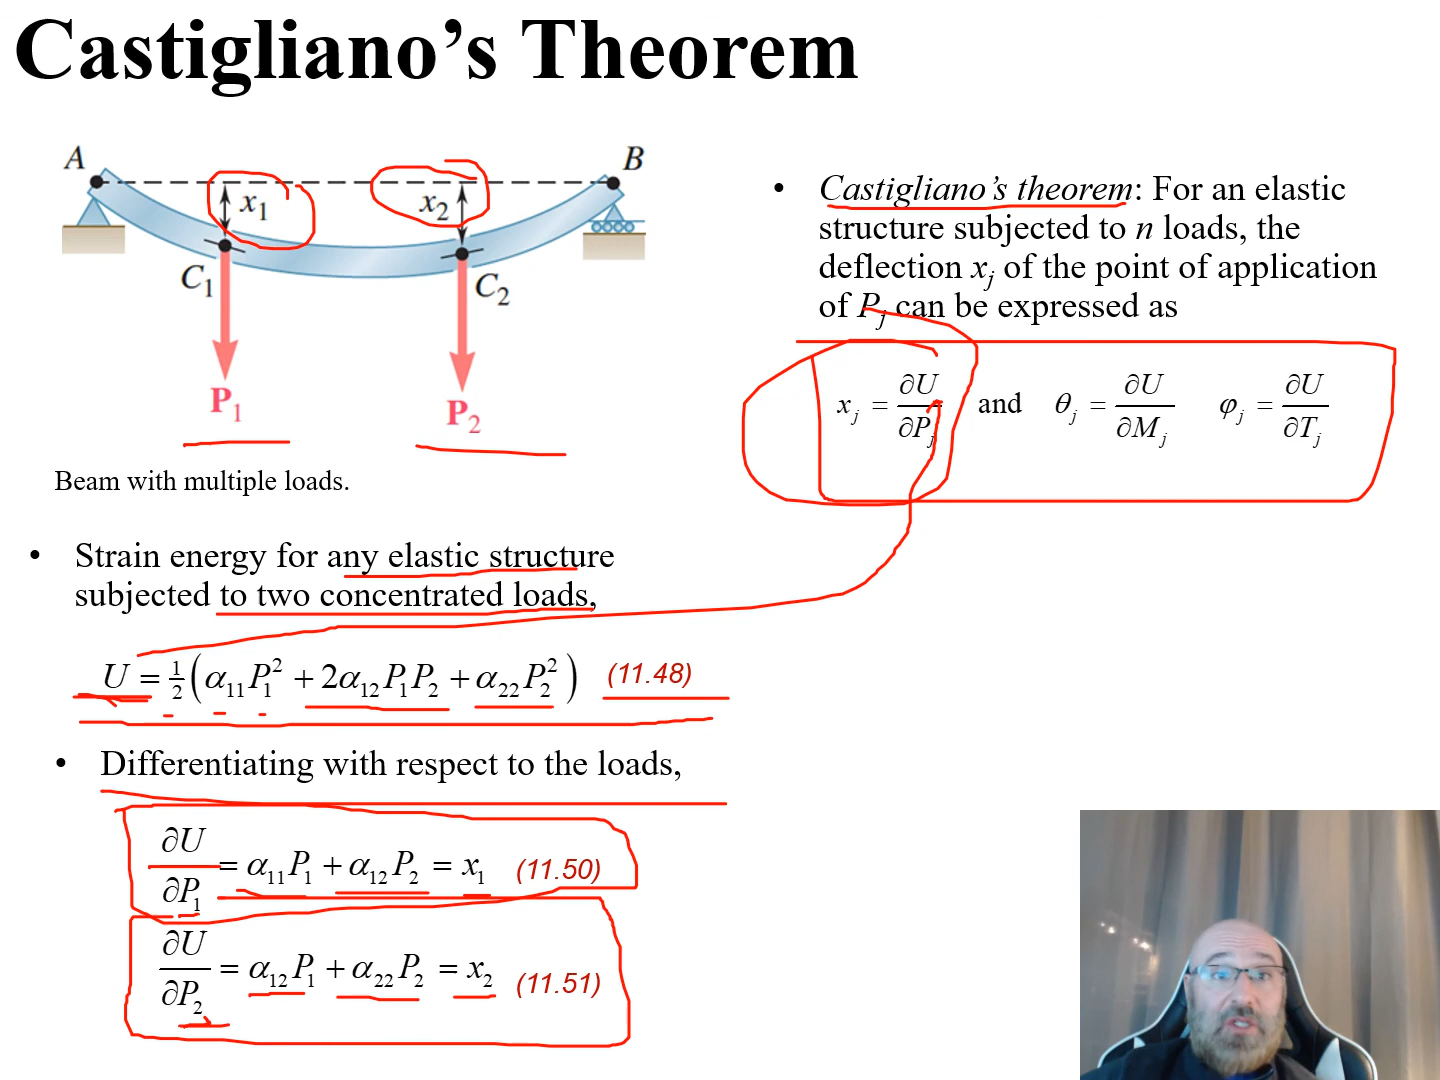 Castigliano's Theorem
A
B
x₁
x₂
C₁
C₂
P₁
P₂
Beam with multiple loads.
• Strain energy for any elastic structure
subjected to two concentrated loads,
U = ½(α₁₁P₁² + 2α₁₂P₁P₂ + α₂₂P₂²) (11.48)
• Differentiating with respect to the loads,
∂U/∂P₁ = α₁₁P₁ + α₁₂P₂ = x₁ (11.50)
∂U/∂P₂ = α₁₂P₁ + α₂₂P₂ = x₂ (11.51)
• Castigliano's theorem: For an elastic
structure subjected to n loads, the
deflection xⱼ of the point of application
of Pⱼ can be expressed as
xⱼ = ∂U/∂Pⱼ and θⱼ = ∂U/∂Mⱼ φⱼ = ∂U/∂Tⱼ